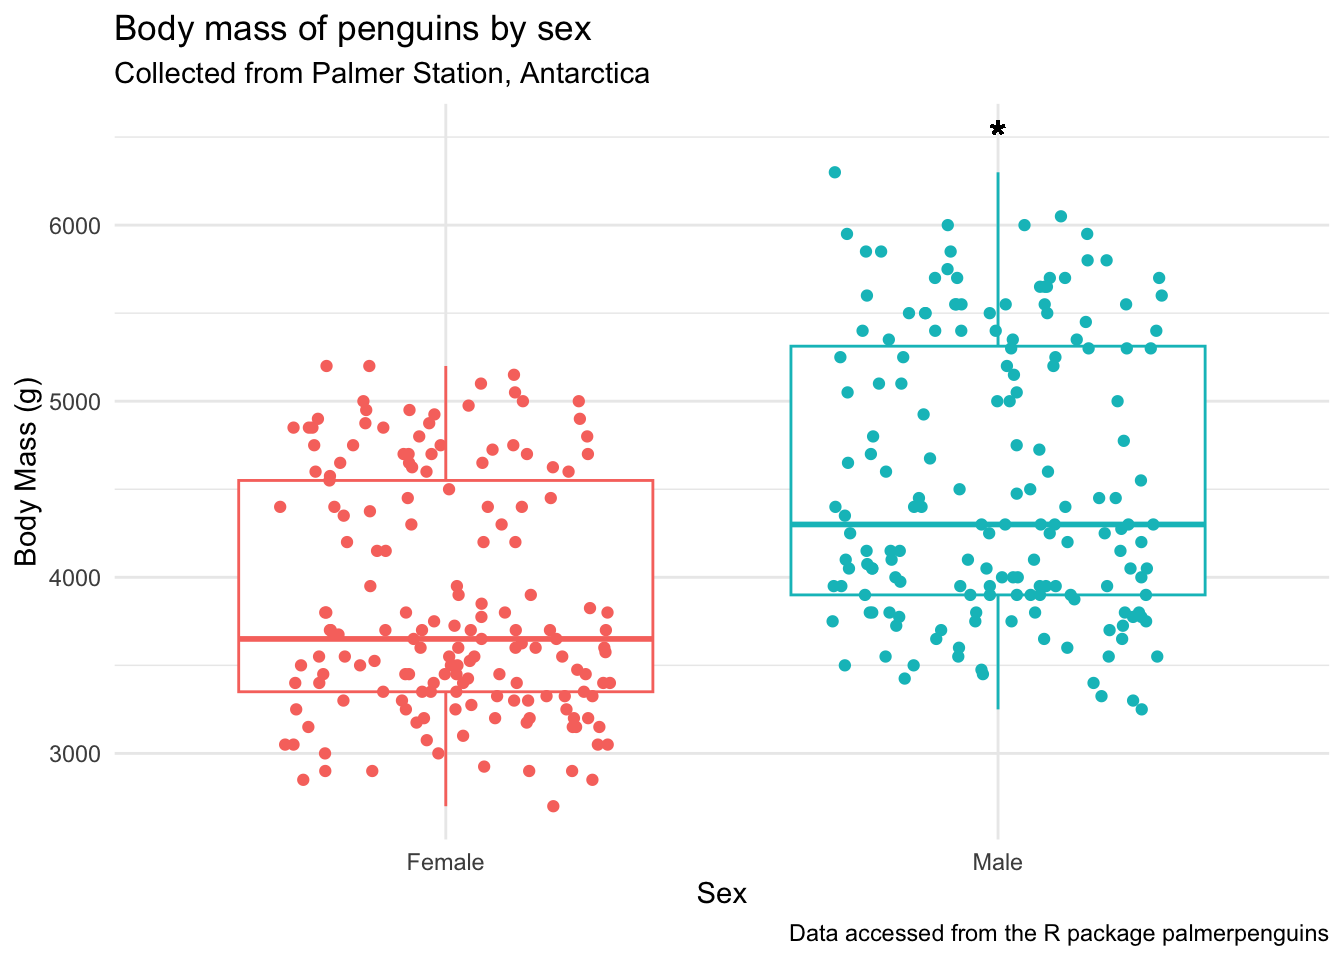 Body mass of penguins by sex
Collected from Palmer Station, Antarctica
*
6000
5000
4000
3000
Body Mass (g)
Female
Male
Sex
Data accessed from the R package palmerpenguins